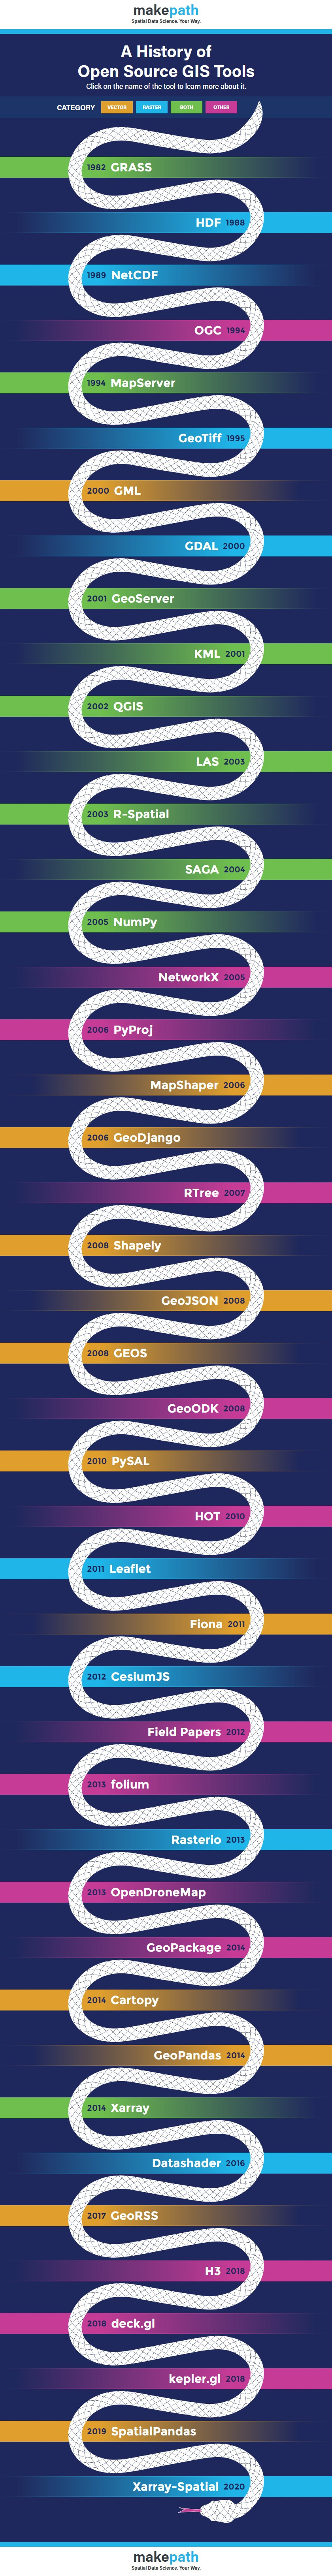 makepath
Spatial Data Science. Your Way.
A History of
Open Source GIS Tools
Click on the name of the tool to learn more about it.
CATEGORY VECTOR RASTER BOTH OTHER
1982 GRASS
HDF 1988
1989 NetCDF
OGC 1994
1994 MapServer
GeoTiff 1995
2000 GML
GDAL 2000
2001 GeoServer
KML 2001
2002 QGIS
LAS 2003
2003 R-Spatial
SAGA 2004
2005 NumPy
NetworkX 2005
2006 PyProj
MapShaper 2006
2006 GeoDjango
RTree 2007
2008 Shapely
GeoJSON 2008
2008 GEOS
GeoODK 2008
2010 PySAL
HOT 2010
2011 Leaflet
Fiona 2011
2012 CesiumJS
Field Papers 2012
2013 folium
Rasterio 2013
2013 OpenDroneMap
GeoPackage 2014
2014 Cartopy
GeoPandas 2014
2014 Xarray
Datashader 2016
2017 GeoRSS
H3 2018
2018 deck.gl
kepler.gl 2018
2019 SpatialPandas
Xarray-Spatial 2020
makepath
Spatial Data Science. Your Way.